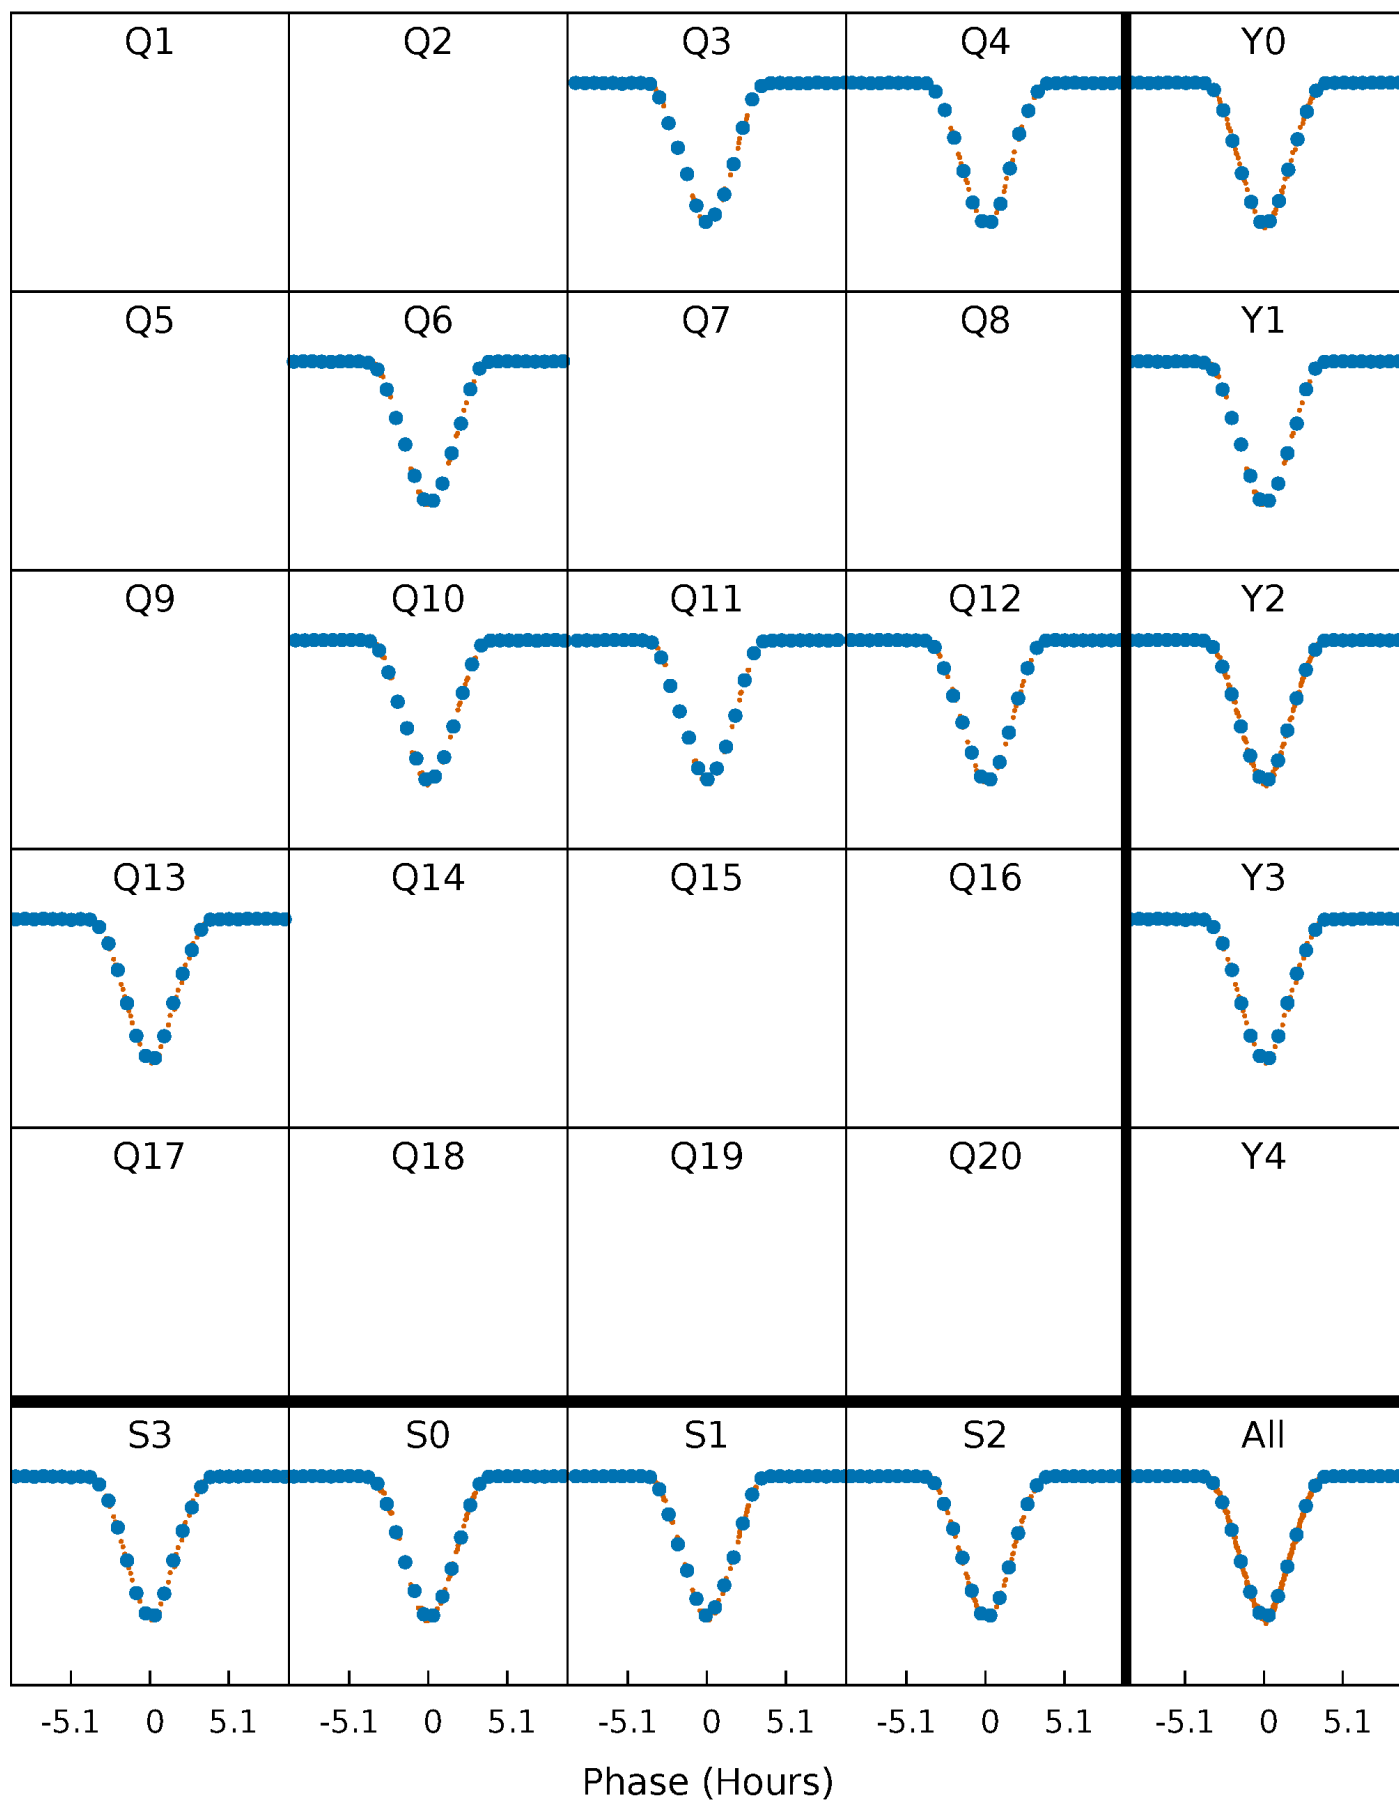 Q1 Q2 Q3 Q4 Y0
Q5 Q6 Q7 Q8 Y1
Q9 Q10 Q11 Q12 Y2
Q13 Q14 Q15 Q16 Y3
Q17 Q18 Q19 Q20 Y4
S3 S0 S1 S2 All
-5.1 0 5.1 -5.1 0 5.1 -5.1 0 5.1 -5.1 0 5.1 -5.1 0 5.1
Phase (Hours)